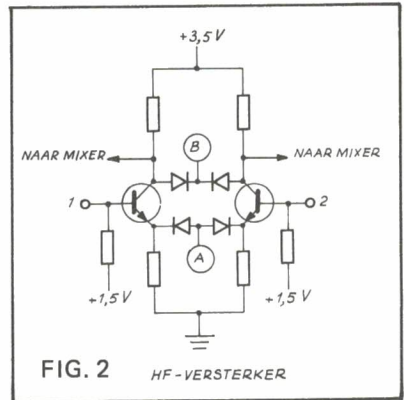 +3,5 V
B
NAAR MIXER
NAAR MIXER
1
2
A
+1,5 V
+1,5 V
FIG. 2
HF-VERSTERKER